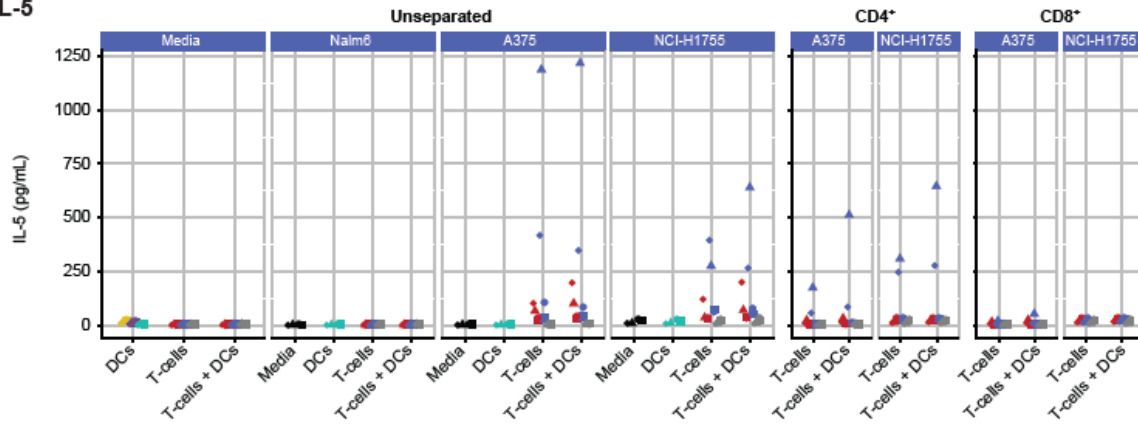 IL-5
Unseparated CD4+ CD8+
Media Nalm6 A375 NCI-H1755 A375 NCI-H1755 A375 NCI-H1755
1250
1000
750
500
250
0
IL-5 (pg/mL)
DCs T-cells T-cells + DCs Media DCs T-cells T-cells + DCs Media DCs T-cells T-cells + DCs Media DCs T-cells T-cells + DCs T-cells T-cells + DCs T-cells T-cells + DCs T-cells T-cells + DCs T-cells T-cells + DCs